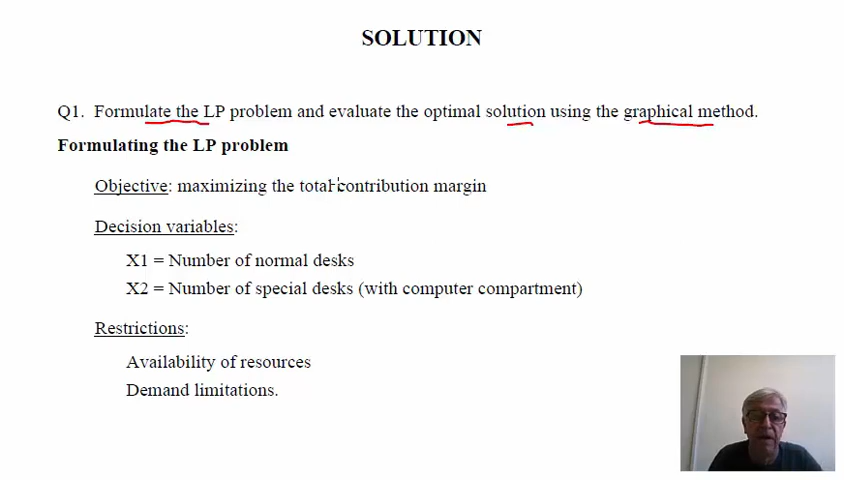 SOLUTION
Q1. Formulate the LP problem and evaluate the optimal solution using the graphical method.
Formulating the LP problem
Objective: maximizing the total contribution margin
Decision variables:
X1 = Number of normal desks
X2 = Number of special desks (with computer compartment)
Restrictions:
Availability of resources
Demand limitations.